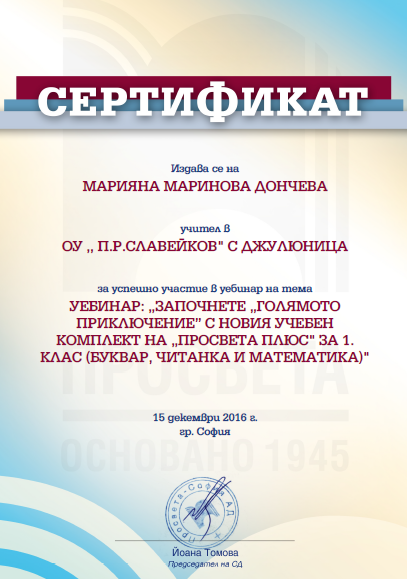 СЕРТИФИКАТ
Издава се на
МАРИЯНА МАРИНОВА ДОНЧЕВА
учител в
ОУ ,, П.Р.СЛАВЕЙКОВ" С ДЖУЛЮНИЦА
за успешно участие в уебинар на тема
УЕБИНАР: „ЗАПОЧНЕТЕ „ГОЛЯМОТО
ПРИКЛЮЧЕНИЕ” С НОВИЯ УЧЕБЕН
КОМПЛЕКТ НА „ПРОСВЕТА ПЛЮС" ЗА 1.
КЛАС (БУКВАР, ЧИТАНКА И МАТЕМАТИКА)"
ПРОСВЕТА
15 декември 2016 г.
гр. София
ОСНОВАНО 1945
Просвета-София АД
Йоана Томова
Председател на СД